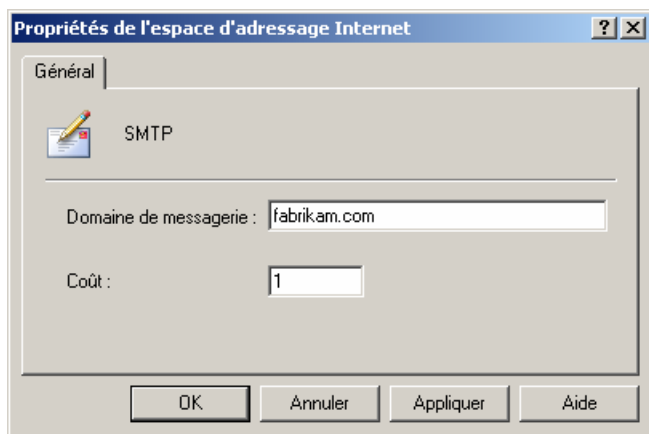 Propriétés de l'espace d'adressage Internet
Général
SMTP
Domaine de messagerie : fabrikam.com
Coût : 1
OK Annuler Appliquer Aide